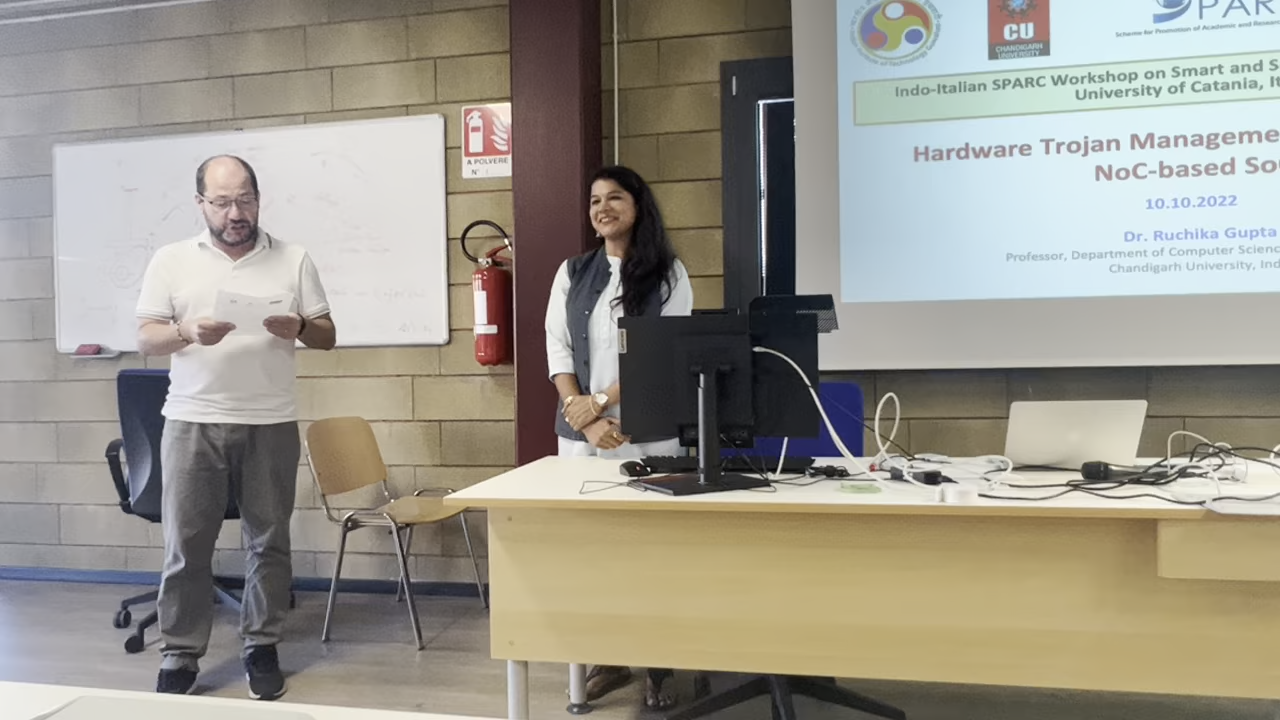 CU
CHANDIGARH
UNIVERSITY
SPAR
Scheme for Promotion of Academic and Resear
Indo-Italian SPARC Workshop on Smart and S
University of Catania, It
Hardware Trojan Manageme
NoC-based So
10.10.2022
Dr. Ruchika Gupta
Professor, Department of Computer Scienc
Chandigarh University, Ind
A POLVERE
N°